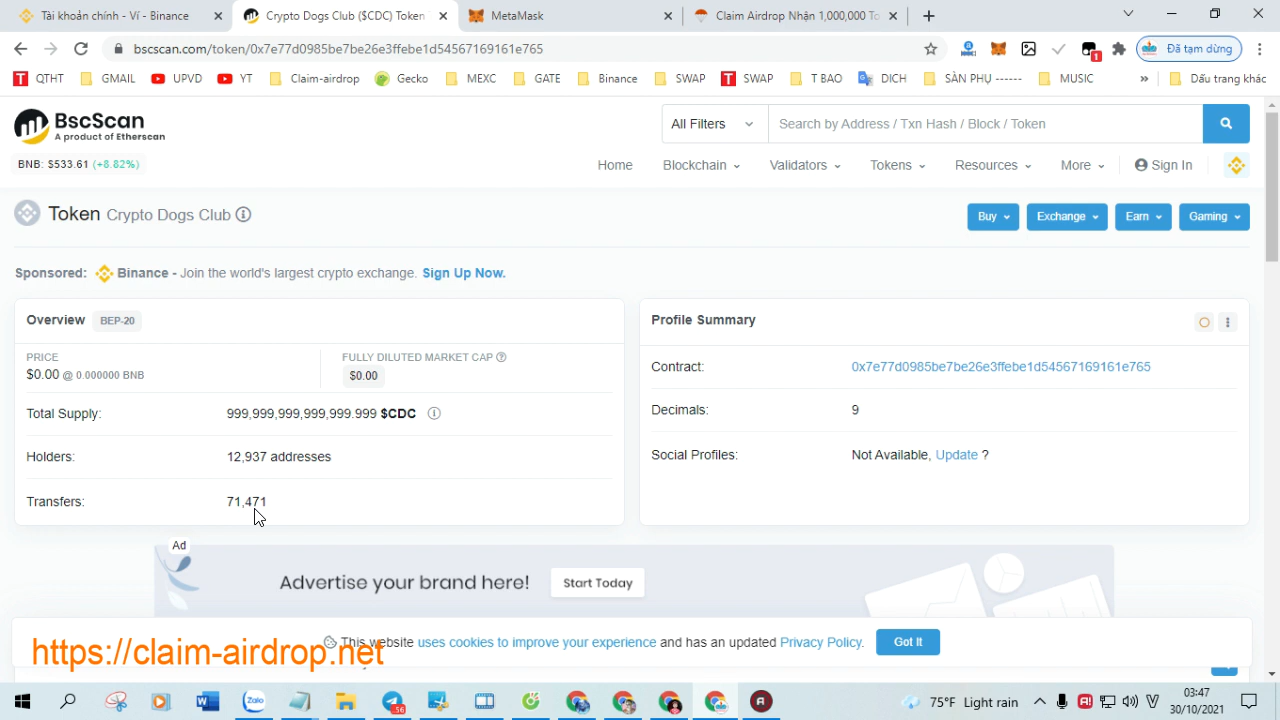 Tài khoản chính - Ví - Binance
Crypto Dogs Club ($CDC) Token
MetaMask
Claim Airdrop Nhận 1,000,000 To
bscscan.com/token/0x7e77d0985be7be26e3ffebe1d54567169161e765
Đã tạm dừng
QTHT GMAIL UPVD YT Claim-airdrop Gecko MEXC GATE Binance SWAP SWAP T BAO DICH SẢN PHỤ ------ MUSIC » Dấu trang khác
BscScan
A product of Etherscan
All Filters
Search by Address / Txn Hash / Block / Token
BNB: $533.61 (+8.82%)
Home Blockchain Validators Tokens Resources More Sign In
Token Crypto Dogs Club
Buy Exchange Earn Gaming
Sponsored: Binance - Join the world's largest crypto exchange. Sign Up Now.
Overview BEP-20
PRICE
$0.00 @ 0.000000 BNB
FULLY DILUTED MARKET CAP
$0.00
Total Supply: 999,999,999,999,999.999 $CDC
Holders: 12,937 addresses
Transfers: 71,471
Profile Summary
Contract: 0x7e77d0985be7be26e3ffebe1d54567169161e765
Decimals: 9
Social Profiles: Not Available, Update ?
Ad
Advertise your brand here! Start Today
This website uses cookies to improve your experience and has an updated Privacy Policy. Got It
https://claim-airdrop.net
Zalo
56
75°F Light rain
03:47
30/10/2021